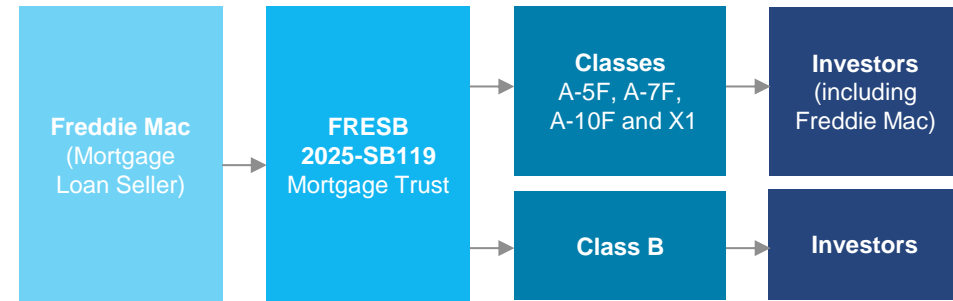 Freddie Mac
(Mortgage
Loan Seller)
FRESB
2025-SB119
Mortgage Trust
Classes
A-5F, A-7F,
A-10F and X1
Investors
(including
Freddie Mac)
Class B
Investors